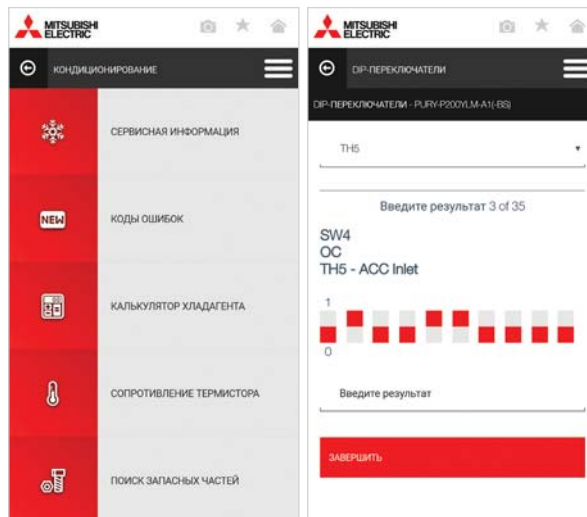 MITSUBISHI
ELECTRIC
КОНДИЦИОНИРОВАНИЕ
СЕРВИСНАЯ ИНФОРМАЦИЯ
NEW
КОДЫ ОШИБОК
КАЛЬКУЛЯТОР ХЛАДАГЕНТА
СОПРОТИВЛЕНИЕ ТЕРМИСТОРА
ПОИСК ЗАПАСНЫХ ЧАСТЕЙ
MITSUBISHI
ELECTRIC
DIP-ПЕРЕКЛЮЧАТЕЛИ
DIP-ПЕРЕКЛЮЧАТЕЛИ - PURY-P200YLM-A1(-BS)
TH5
Введите результат 3 of 35
SW4
OC
TH5 - ACC Inlet
1
0
Введите результат
ЗАВЕРШИТЬ